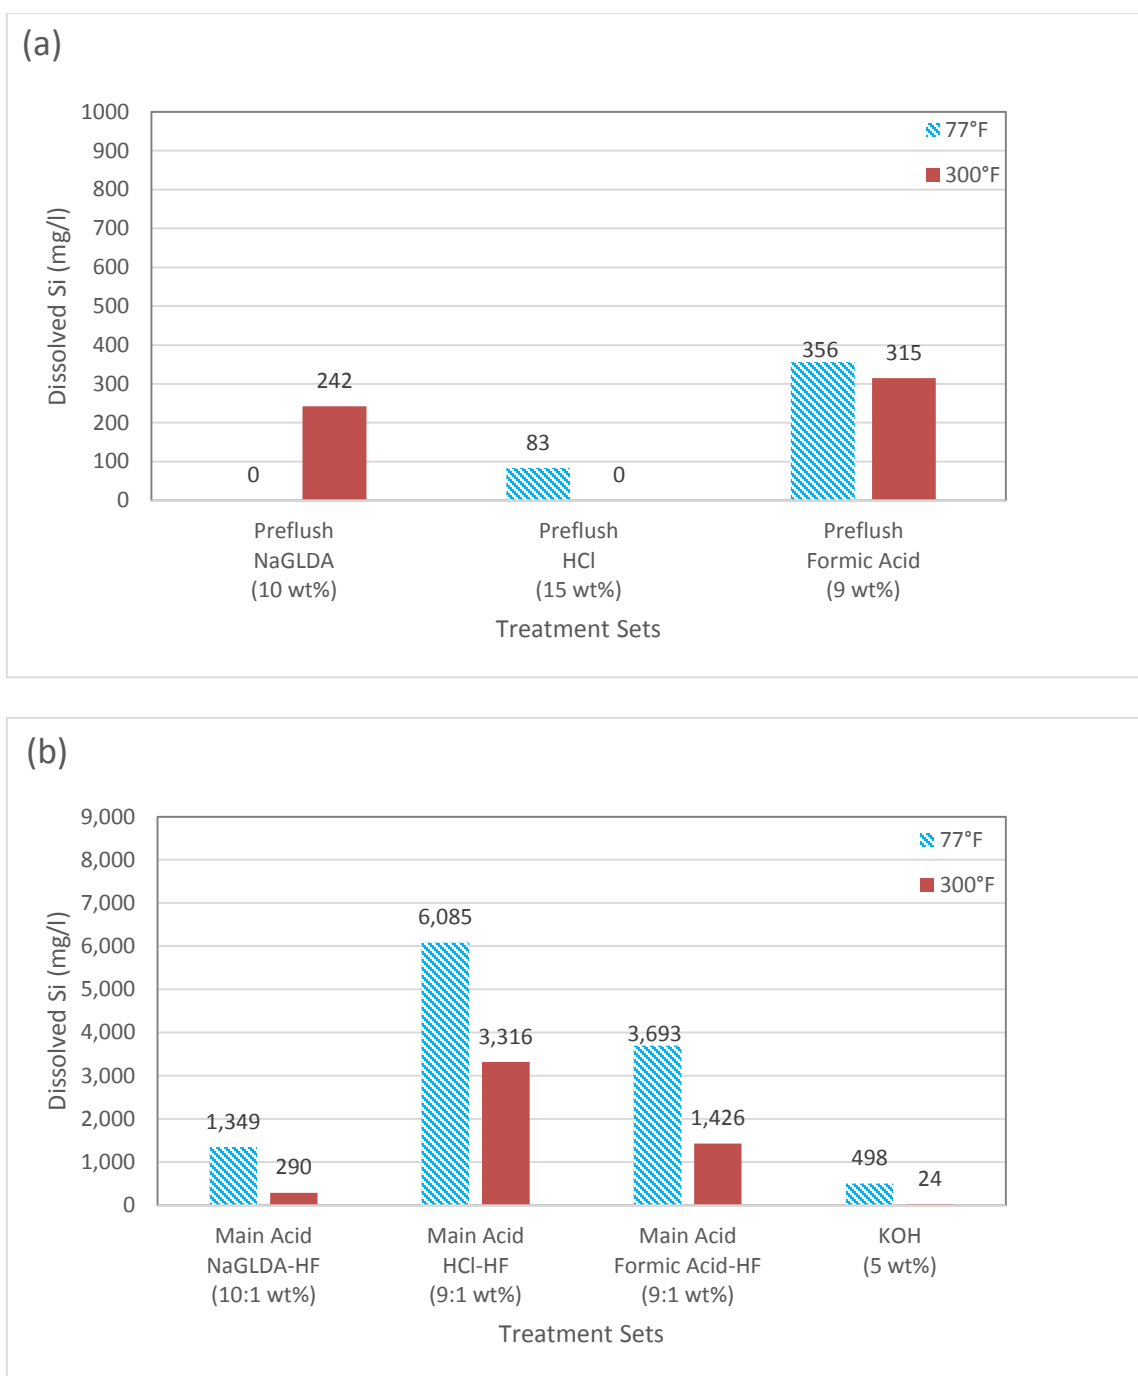 (a)
1000
900
800
700
600
500
400
300
200
100
0
Dissolved Si (mg/l)
77°F
300°F
0
242
83
0
356
315
Preflush
NaGLDA
(10 wt%)
Preflush
HCl
(15 wt%)
Preflush
Formic Acid
(9 wt%)
Treatment Sets
(b)
9,000
8,000
7,000
6,000
5,000
4,000
3,000
2,000
1,000
0
Dissolved Si (mg/l)
77°F
300°F
1,349
290
6,085
3,316
3,693
1,426
498
24
Main Acid
NaGLDA-HF
(10:1 wt%)
Main Acid
HCl-HF
(9:1 wt%)
Main Acid
Formic Acid-HF
(9:1 wt%)
KOH
(5 wt%)
Treatment Sets